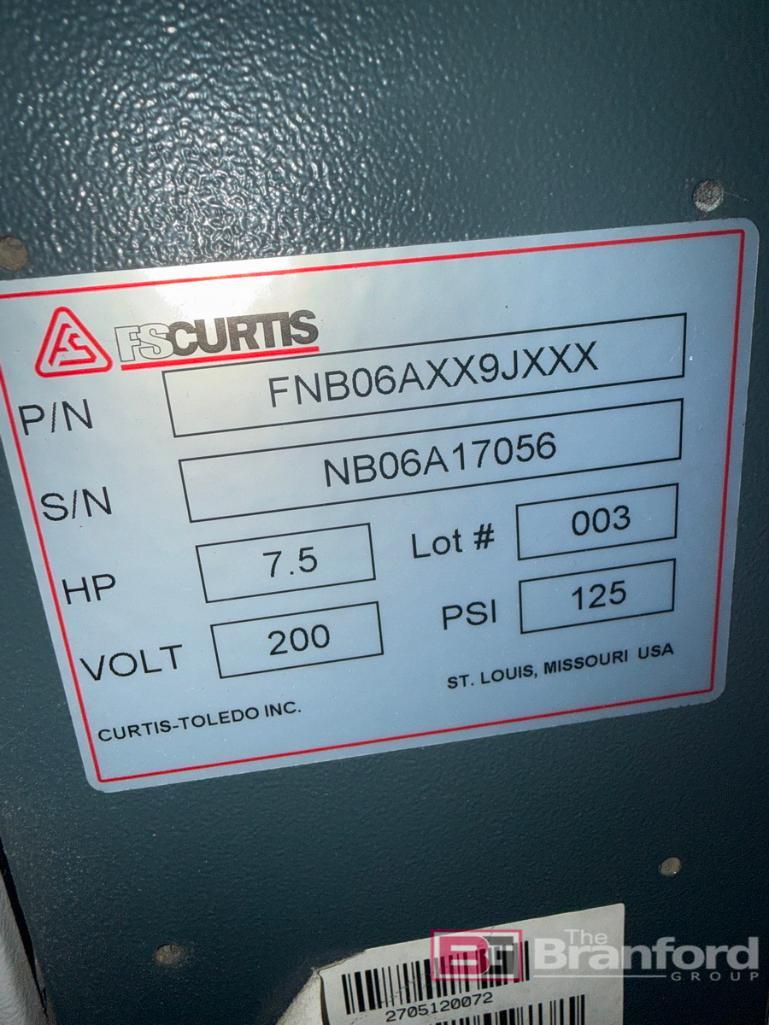 FS FSCURTIS
P/N FNB06AXX9JXXX
S/N NB06A17056
HP 7.5 Lot # 003
VOLT 200 PSI 125
CURTIS-TOLEDO INC. ST. LOUIS, MISSOURI USA
2705120072
The
Branford
GROUP